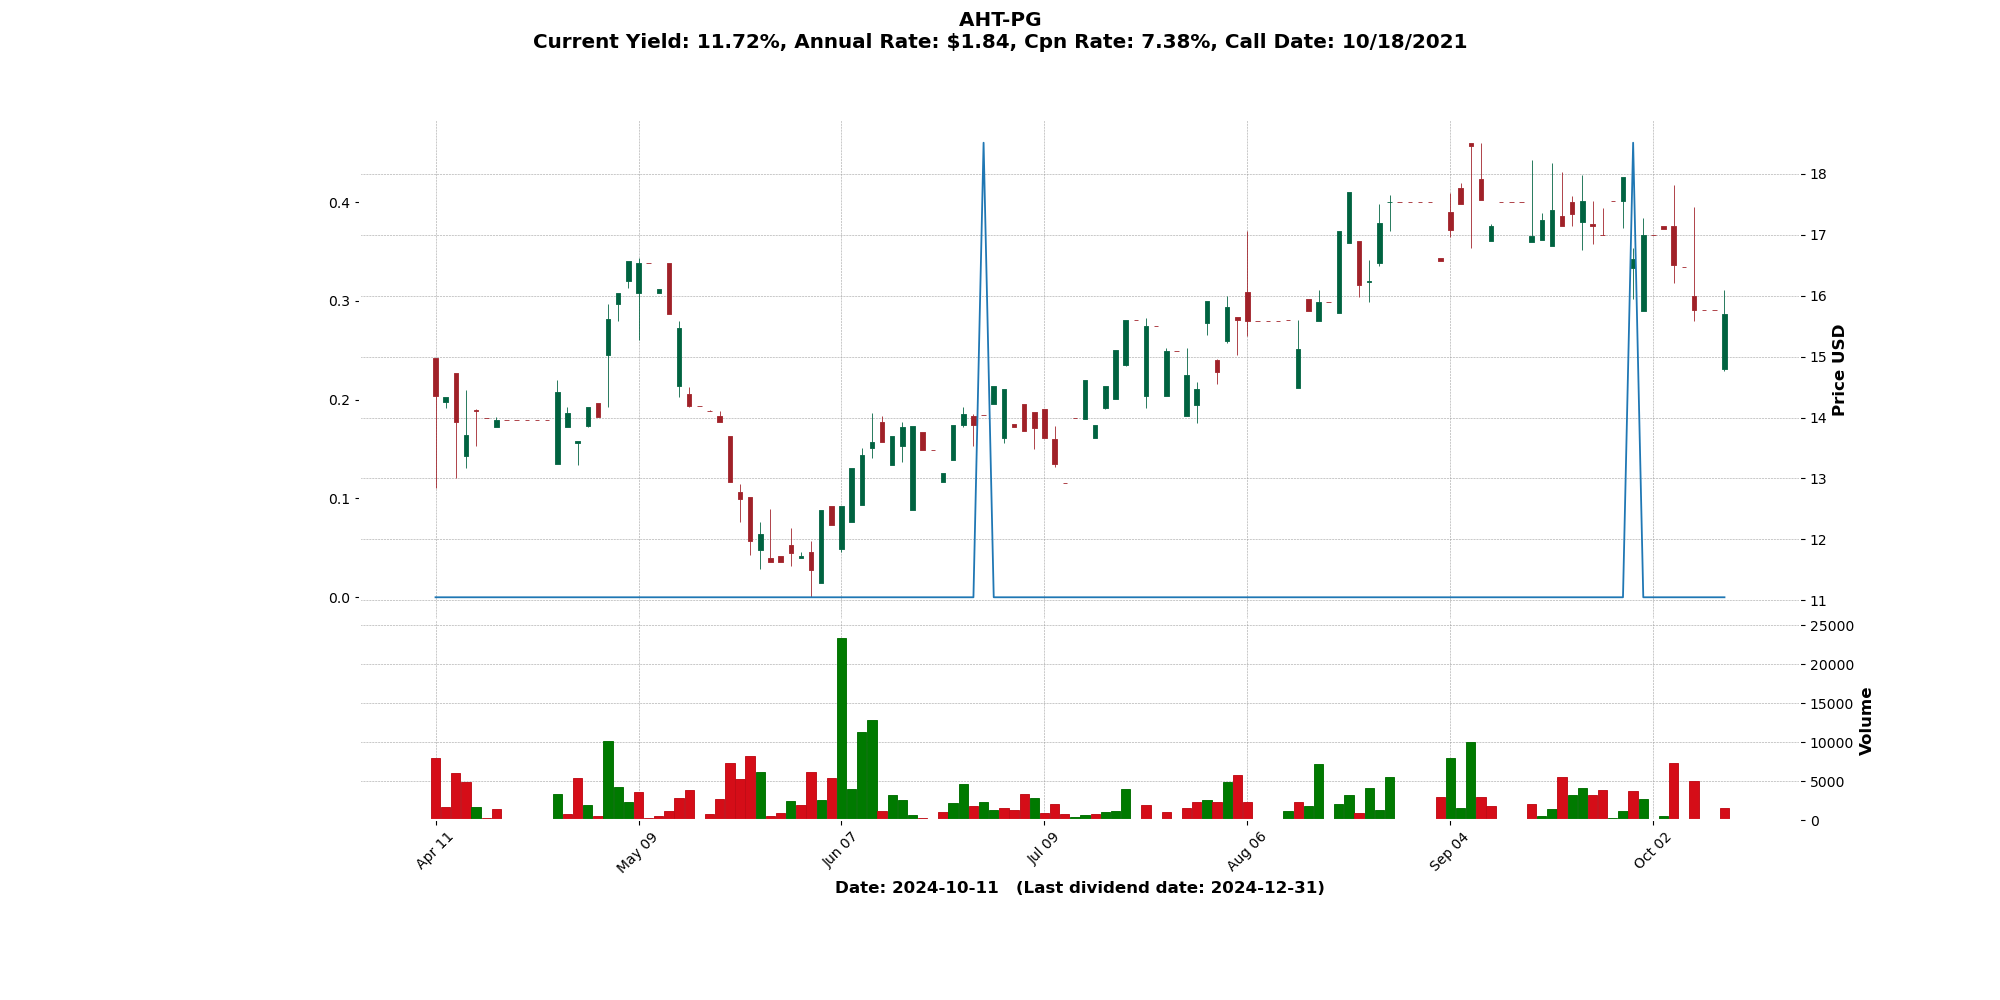 AHT-PG
Current Yield: 11.72%, Annual Rate: $1.84, Cpn Rate: 7.38%, Call Date: 10/18/2021
0.4
0.3
0.2
0.1
0.0
18
17
16
15
14
13
12
11
Price USD
25000
20000
15000
10000
5000
0
Volume
Apr 11
May 09
Jun 07
Jul 09
Aug 06
Sep 04
Oct 02
Date: 2024-10-11 (Last dividend date: 2024-12-31)